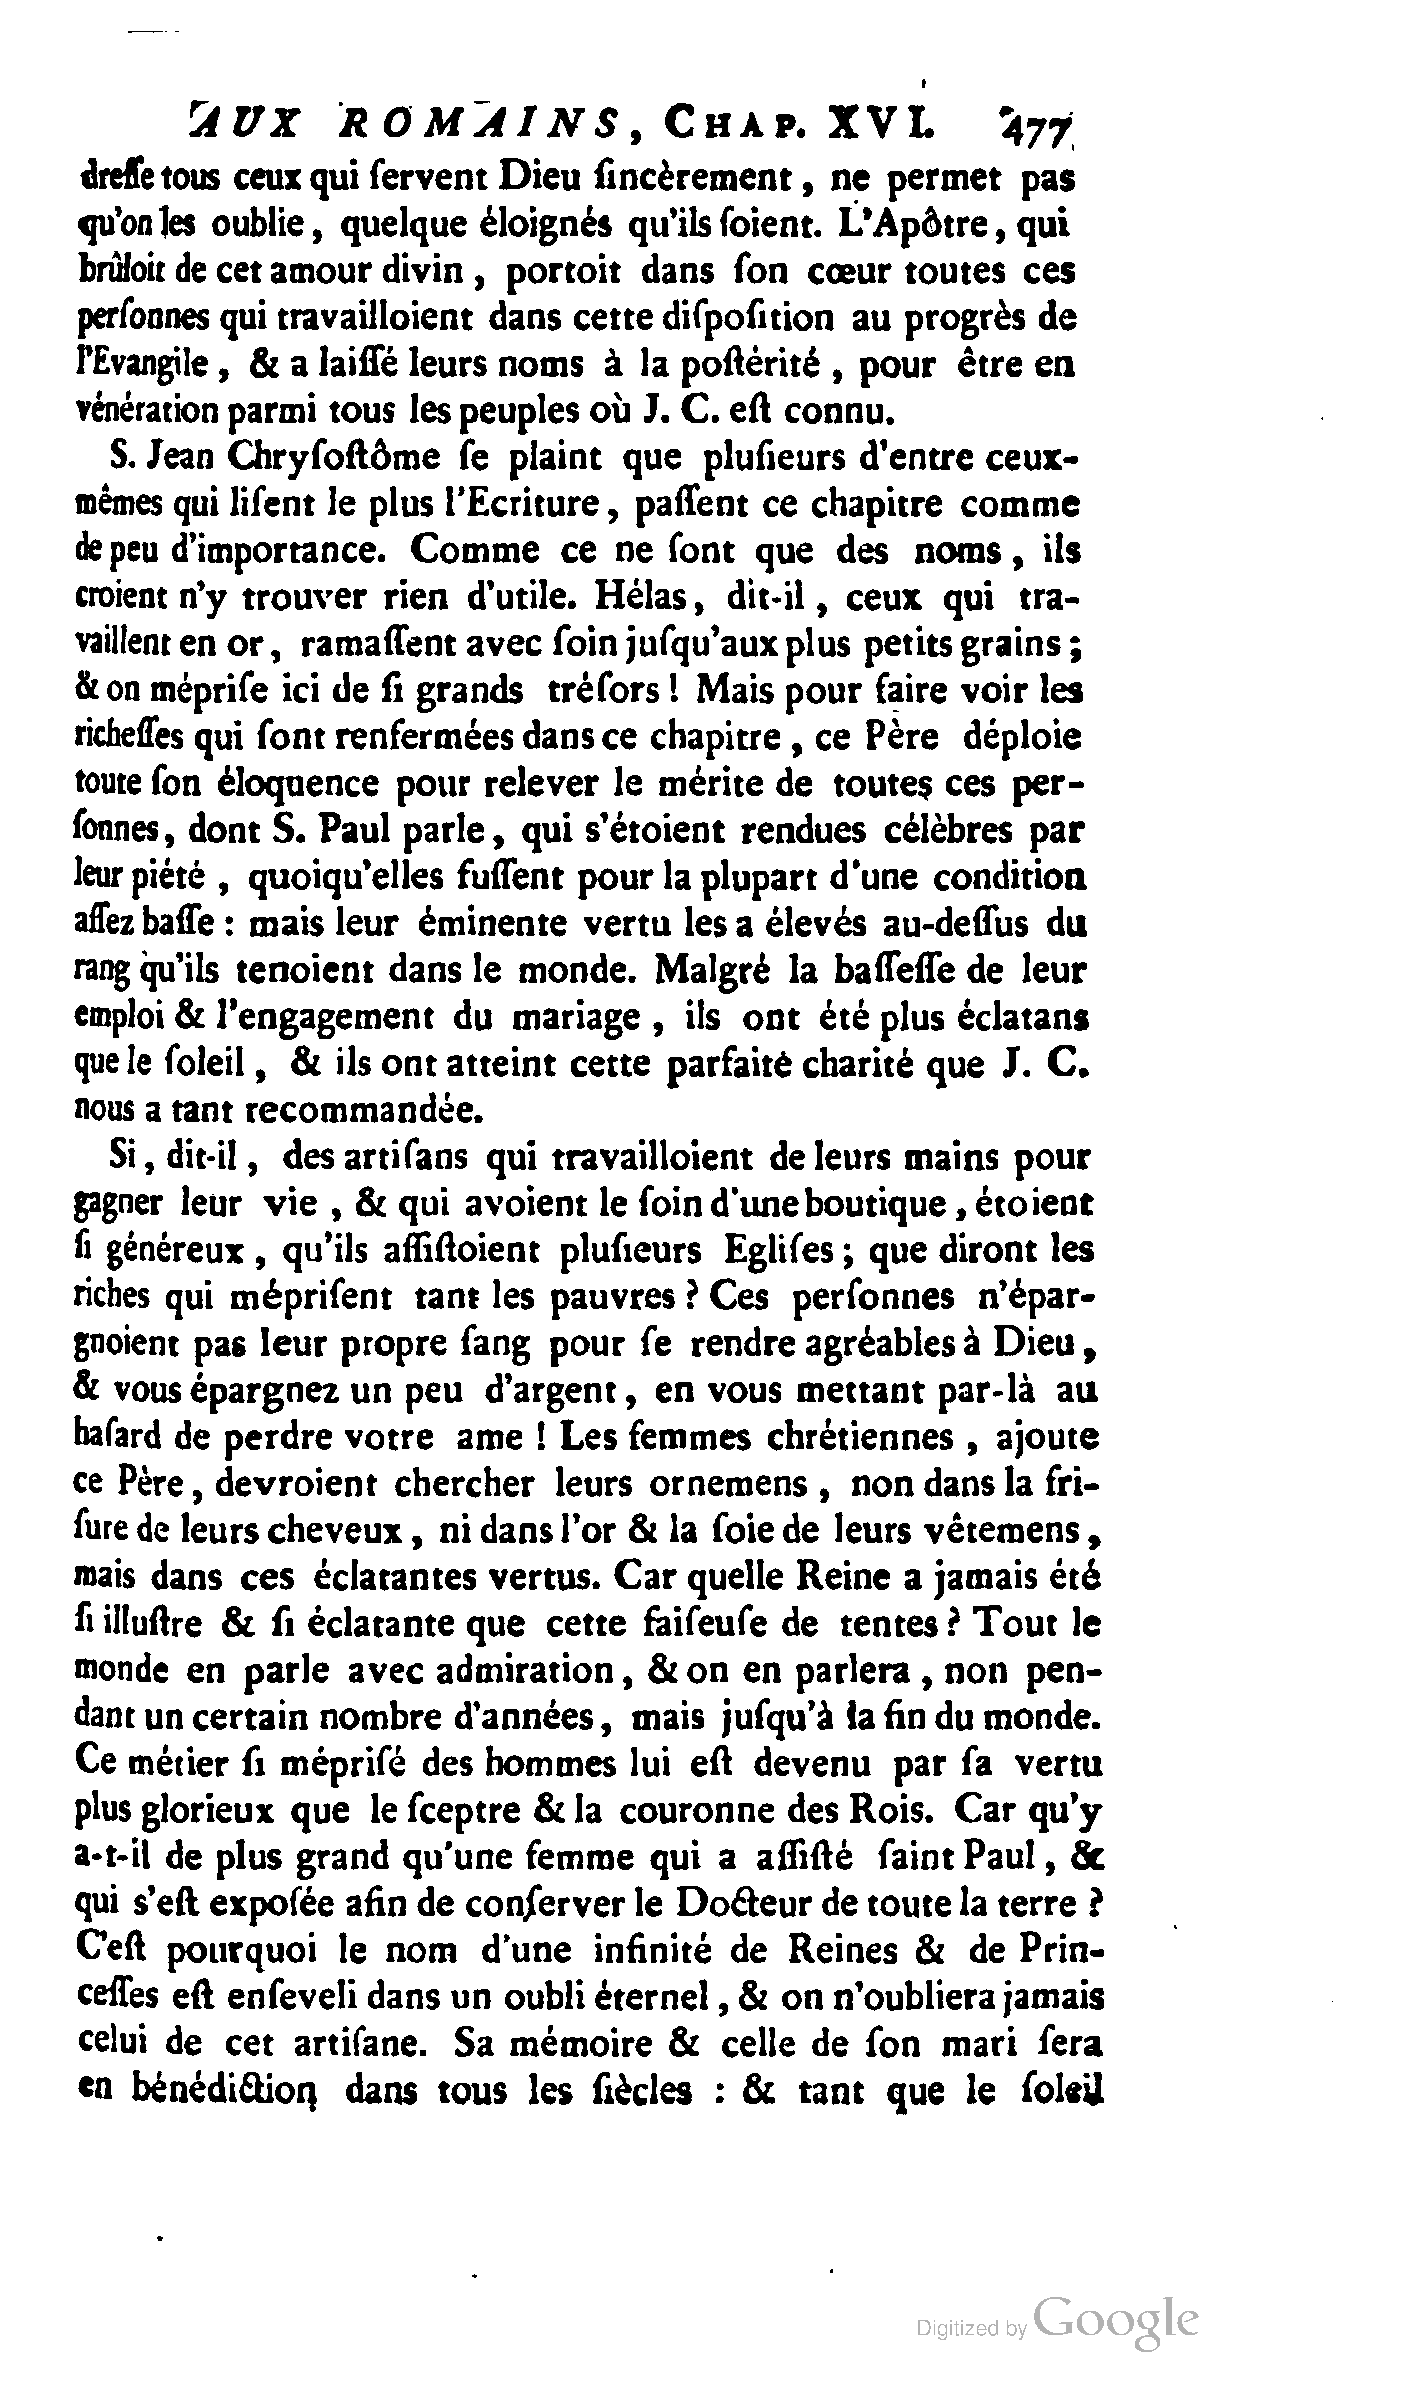 AUX ROMAINS, CHAP. XVI. 477
dreſſe tous ceux qui ſervent Dieu ſincèrement, ne permet pas
qu'on les oublie, quelque éloignés qu'ils ſoient. L'Apôtre, qui
brûloit de cet amour divin, portoit dans ſon cœur toutes ces
perſonnes qui travailloient dans cette diſpoſition au progrès de
l'Evangile, & a laiſſé leurs noms à la poſtérité, pour être en
vénération parmi tous les peuples où J. C. eſt connu.
S. Jean Chryſoſtôme ſe plaint que pluſieurs d'entre ceux-
mêmes qui liſent le plus l'Ecriture, paſſent ce chapitre comme
de peu d'importance. Comme ce ne ſont que des noms, ils
croient n'y trouver rien d'utile. Hélas, dit-il, ceux qui tra-
vaillent en or, ramaſſent avec ſoin juſqu'aux plus petits grains;
& on mépriſe ici de ſi grands tréſors! Mais pour faire voir les
richeſſes qui ſont renfermées dans ce chapitre, ce Père déploie
toute ſon éloquence pour relever le mérite de toutes ces per-
ſonnes, dont S. Paul parle, qui s'étoient rendues célèbres par
leur piété, quoiqu'elles fuſſent pour la plupart d'une condition
aſſez baſſe: mais leur éminente vertu les a élevés au-deſſus du
rang qu'ils tenoient dans le monde. Malgré la baſſeſſe de leur
emploi & l'engagement du mariage, ils ont été plus éclatans
que le ſoleil, & ils ont atteint cette parfaite charité que J. C.
nous a tant recommandée.
Si, dit-il, des artiſans qui travailloient de leurs mains pour
gagner leur vie, & qui avoient le ſoin d'une boutique, étoient
ſi généreux, qu'ils aſſiſtoient pluſieurs Egliſes; que diront les
riches qui mépriſent tant les pauvres? Ces perſonnes n'épar-
gnoient pas leur propre ſang pour ſe rendre agréables à Dieu,
& vous épargnez un peu d'argent, en vous mettant par-là au
haſard de perdre votre ame! Les femmes chrétiennes, ajoute
ce Père, devroient chercher leurs ornemens, non dans la fri-
ſure de leurs cheveux, ni dans l'or & la ſoie de leurs vêtemens,
mais dans ces éclatantes vertus. Car quelle Reine a jamais été
ſi illuſtre & ſi éclatante que cette faiſeuſe de tentes? Tout le
monde en parle avec admiration, & on en parlera, non pen-
dant un certain nombre d'années, mais juſqu'à la fin du monde.
Ce métier ſi mépriſé des hommes lui eſt devenu par ſa vertu
plus glorieux que le ſceptre & la couronne des Rois. Car qu'y
a-t-il de plus grand qu'une femme qui a aſſiſté ſaint Paul, &
qui s'eſt expoſée afin de conſerver le Docteur de toute la terre?
C'eſt pourquoi le nom d'une infinité de Reines & de Prin-
ceſſes eſt enſeveli dans un oubli éternel, & on n'oubliera jamais
celui de cet artiſane. Sa mémoire & celle de ſon mari ſera
en bénédiction dans tous les ſiècles: & tant que le ſoleil
Digitized by Google